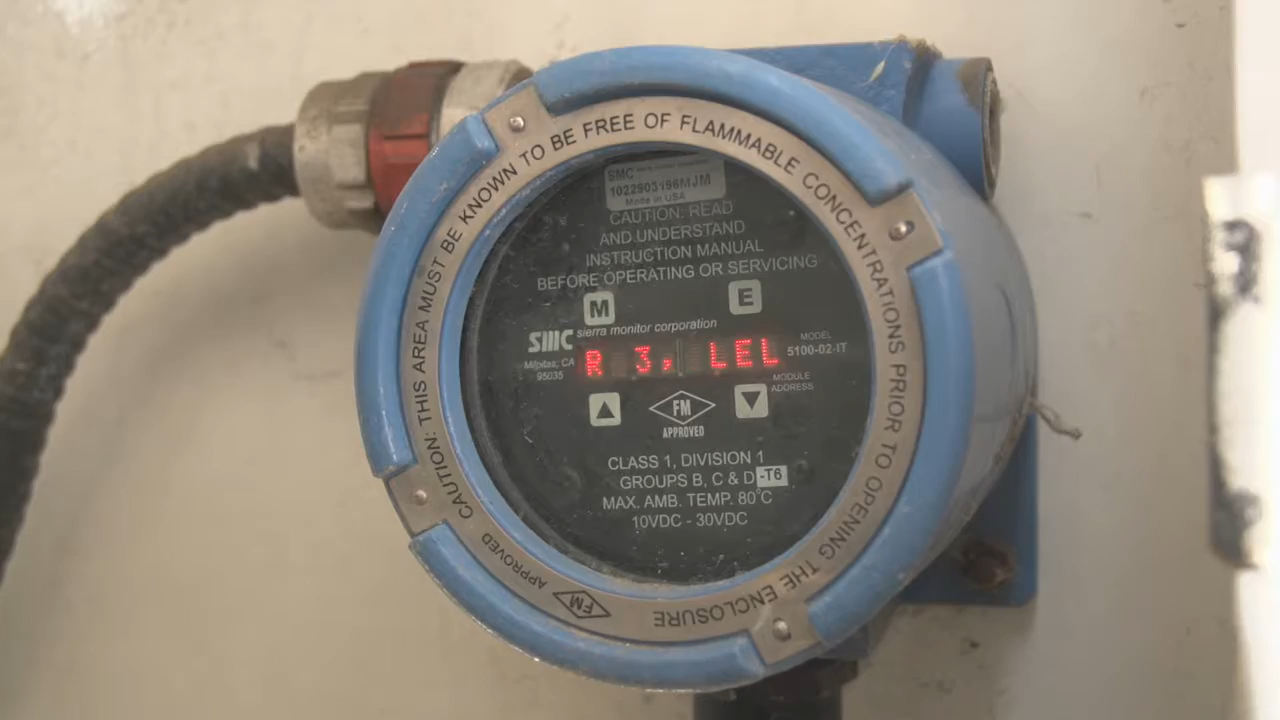 CAUTION: THIS AREA MUST BE KNOWN TO BE FREE OF FLAMMABLE CONCENTRATIONS PRIOR TO OPENING THE ENCLOSURE
FM APPROVED
SMC
1022903196MJM
Made in USA
CAUTION: READ
AND UNDERSTAND
INSTRUCTION MANUAL
BEFORE OPERATING OR SERVICING
M E
SMC sierra monitor corporation
Milpitas, CA
95035
R 3, LEL
MODEL
5100-02-IT
MODULE
ADDRESS
FM
APPROVED
CLASS 1, DIVISION 1
GROUPS B, C & D -T6
MAX. AMB. TEMP. 80°C
10VDC - 30VDC